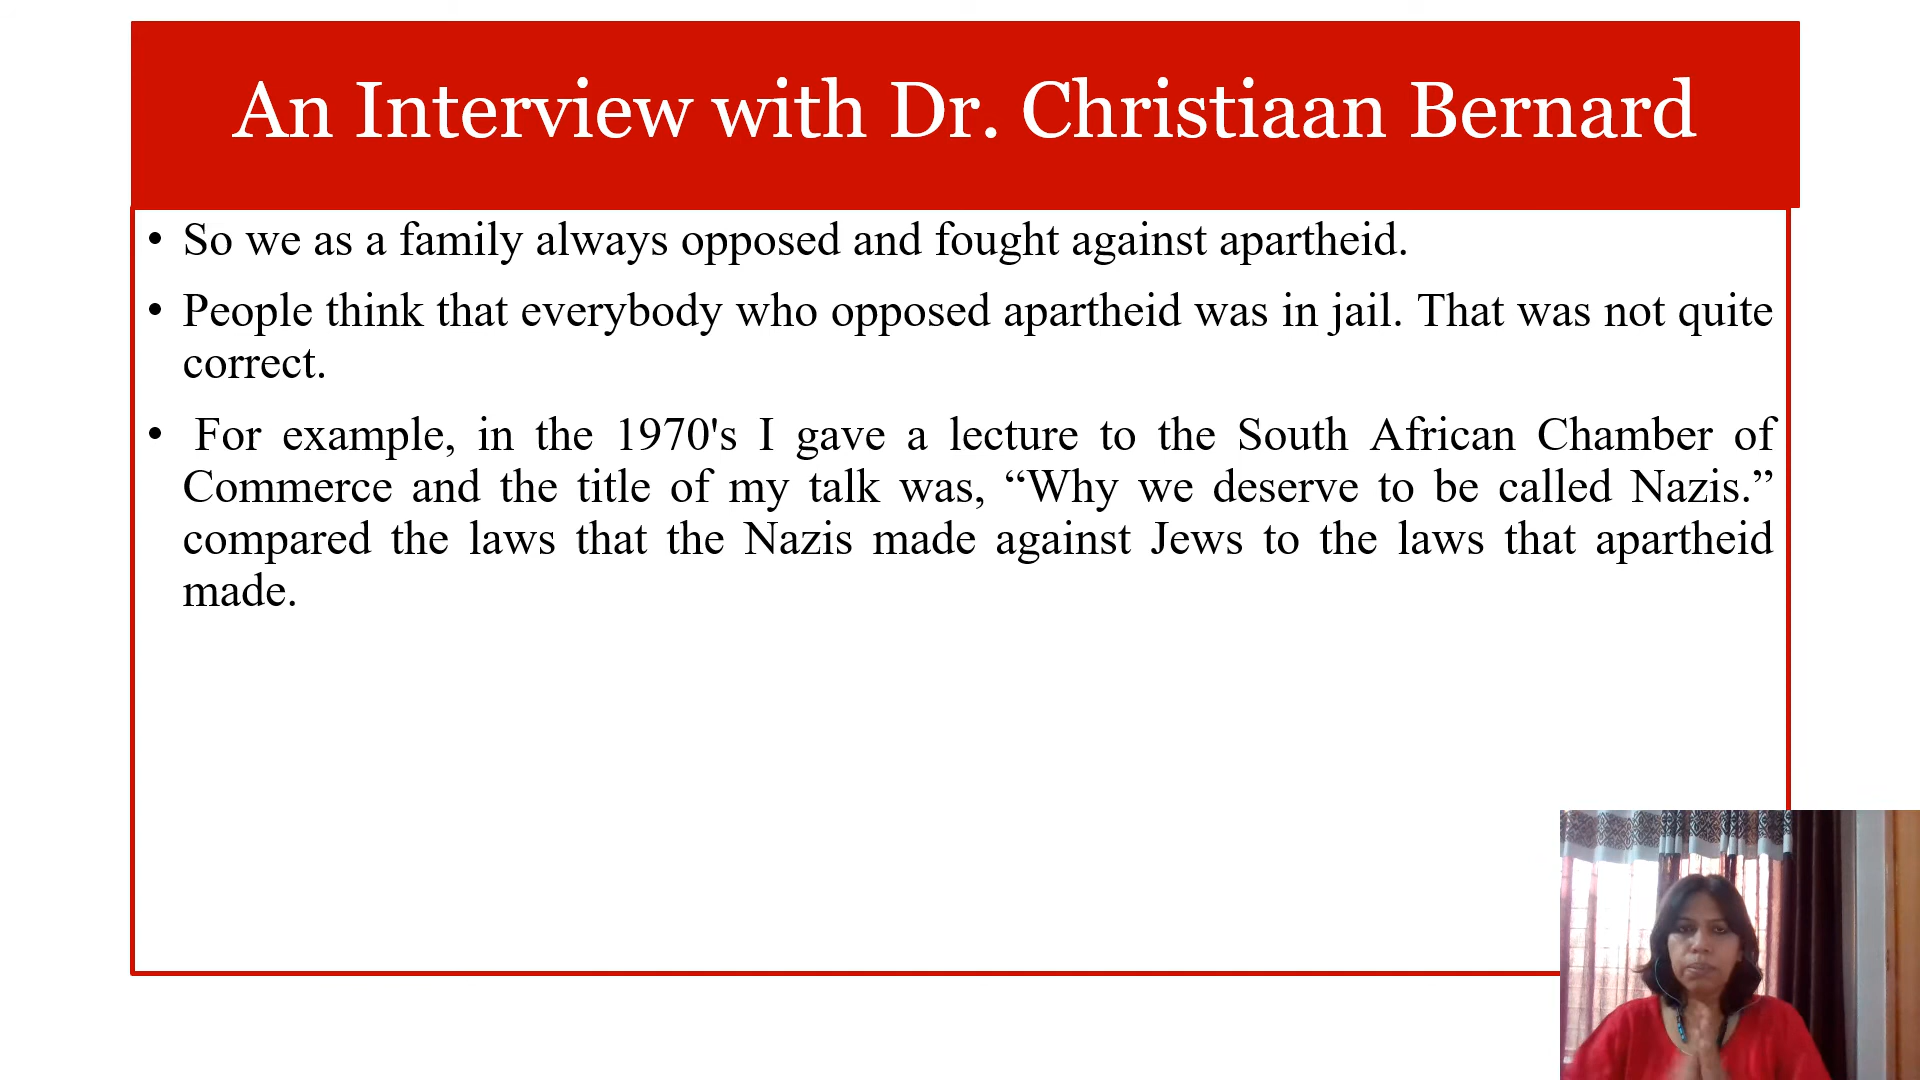 An Interview with Dr. Christiaan Bernard
• So we as a family always opposed and fought against apartheid.
• People think that everybody who opposed apartheid was in jail. That was not quite
correct.
• For example, in the 1970's I gave a lecture to the South African Chamber of
Commerce and the title of my talk was, “Why we deserve to be called Nazis.”
compared the laws that the Nazis made against Jews to the laws that apartheid
made.